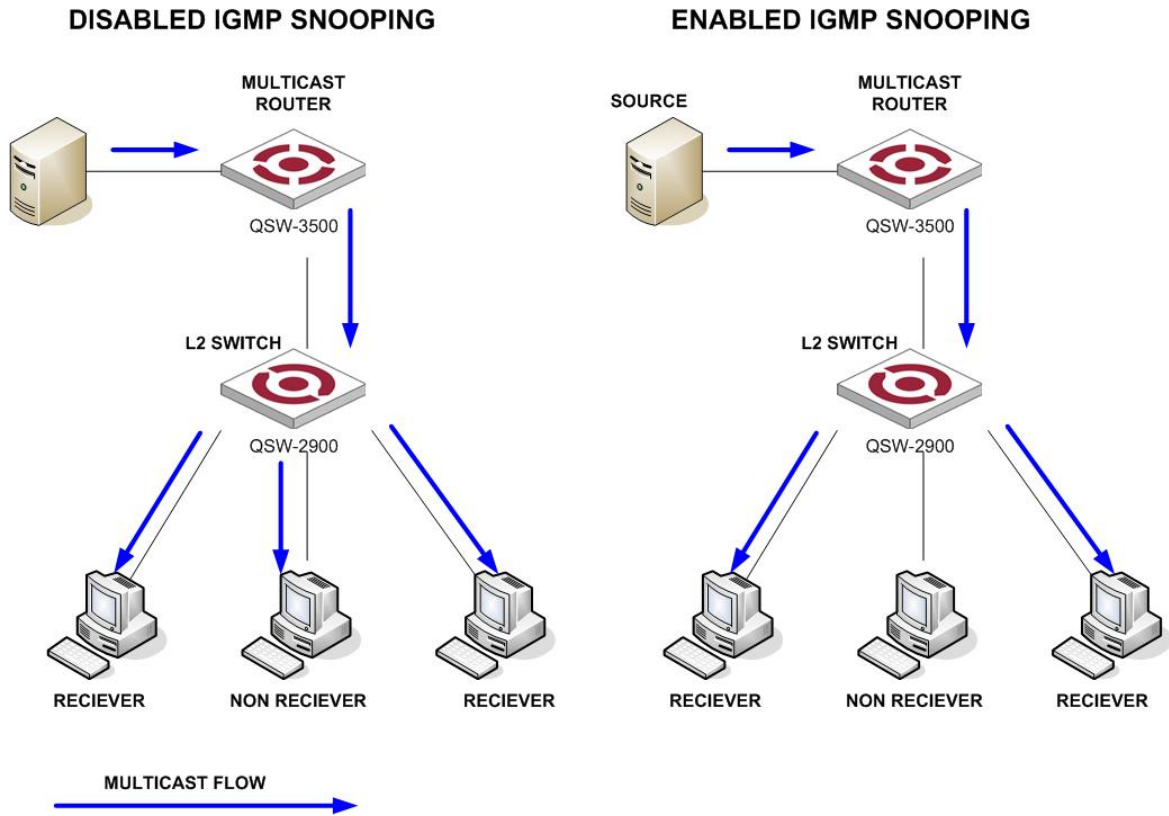 DISABLED IGMP SNOOPING
MULTICAST
ROUTER
QSW-3500
L2 SWITCH
QSW-2900
RECIEVER
NON RECIEVER
RECIEVER
MULTICAST FLOW
ENABLED IGMP SNOOPING
SOURCE
MULTICAST
ROUTER
QSW-3500
L2 SWITCH
QSW-2900
RECIEVER
NON RECIEVER
RECIEVER